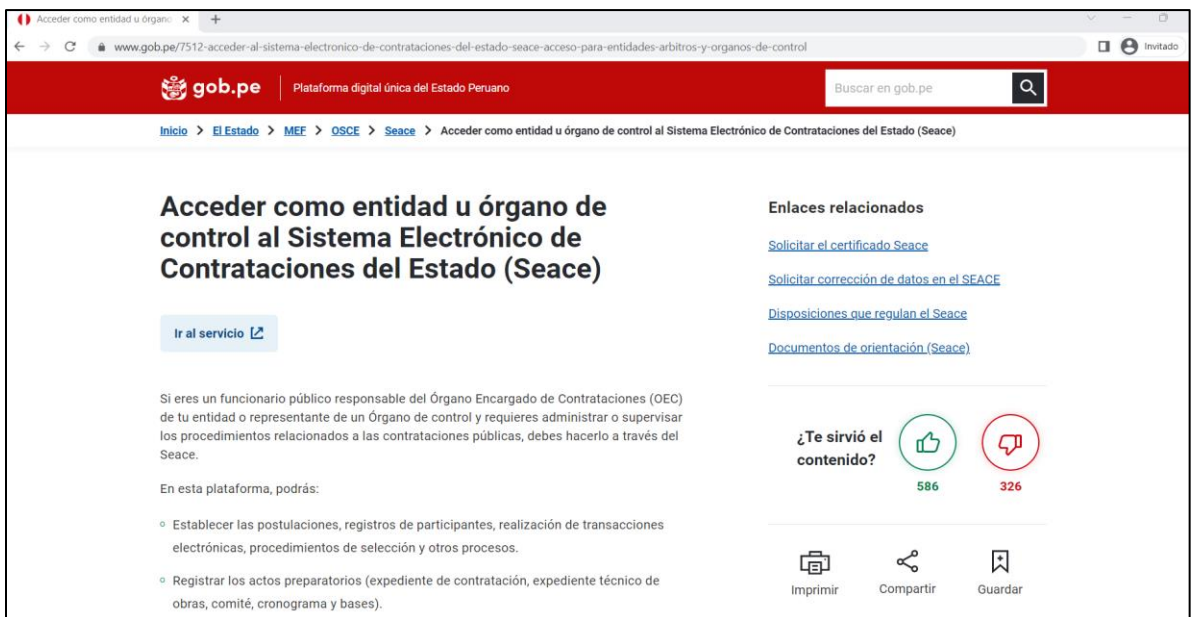 Acceder como entidad u órgano
www.gob.pe/7512-acceder-al-sistema-electronico-de-contrataciones-del-estado-seace-acceso-para-entidades-arbitros-y-organos-de-control
Invitado
gob.pe
Plataforma digital única del Estado Peruano
Buscar en gob.pe
Inicio > El Estado > MEF > OSCE > Seace > Acceder como entidad u órgano de control al Sistema Electrónico de Contrataciones del Estado (Seace)
Acceder como entidad u órgano de
control al Sistema Electrónico de
Contrataciones del Estado (Seace)
Ir al servicio
Si eres un funcionario público responsable del Órgano Encargado de Contrataciones (OEC)
de tu entidad o representante de un Órgano de control y requieres administrar o supervisar
los procedimientos relacionados a las contrataciones públicas, debes hacerlo a través del
Seace.
En esta plataforma, podrás:
Establecer las postulaciones, registros de participantes, realización de transacciones
electrónicas, procedimientos de selección y otros procesos.
Registrar los actos preparatorios (expediente de contratación, expediente técnico de
obras, comité, cronograma y bases).
Enlaces relacionados
Solicitar el certificado Seace
Solicitar corrección de datos en el SEACE
Disposiciones que regulan el Seace
Documentos de orientación (Seace)
¿Te sirvió el
contenido?
586
326
Imprimir
Compartir
Guardar